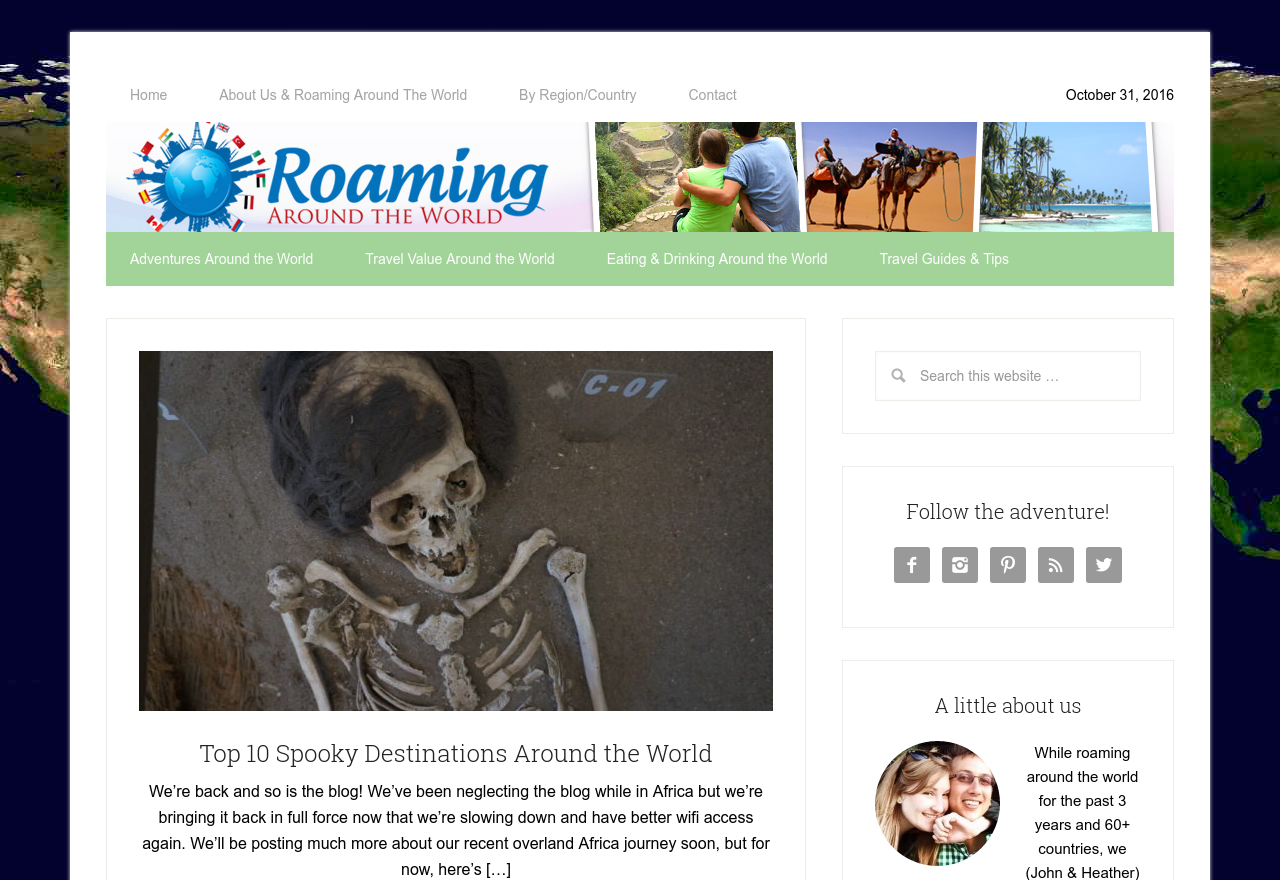 Home
About Us & Roaming Around The World
By Region/Country
Contact
October 31, 2016
Roaming
AROUND THE WORLD
Adventures Around the World
Travel Value Around the World
Eating & Drinking Around the World
Travel Guides & Tips
C-01
Top 10 Spooky Destinations Around the World
We’re back and so is the blog! We’ve been neglecting the blog while in Africa but we’re
bringing it back in full force now that we’re slowing down and have better wifi access
again. We’ll be posting much more about our recent overland Africa journey soon, but for
now, here’s […]
Search this website …
Follow the adventure!
A little about us
While roaming
around the world
for the past 3
years and 60+
countries, we
(John & Heather)